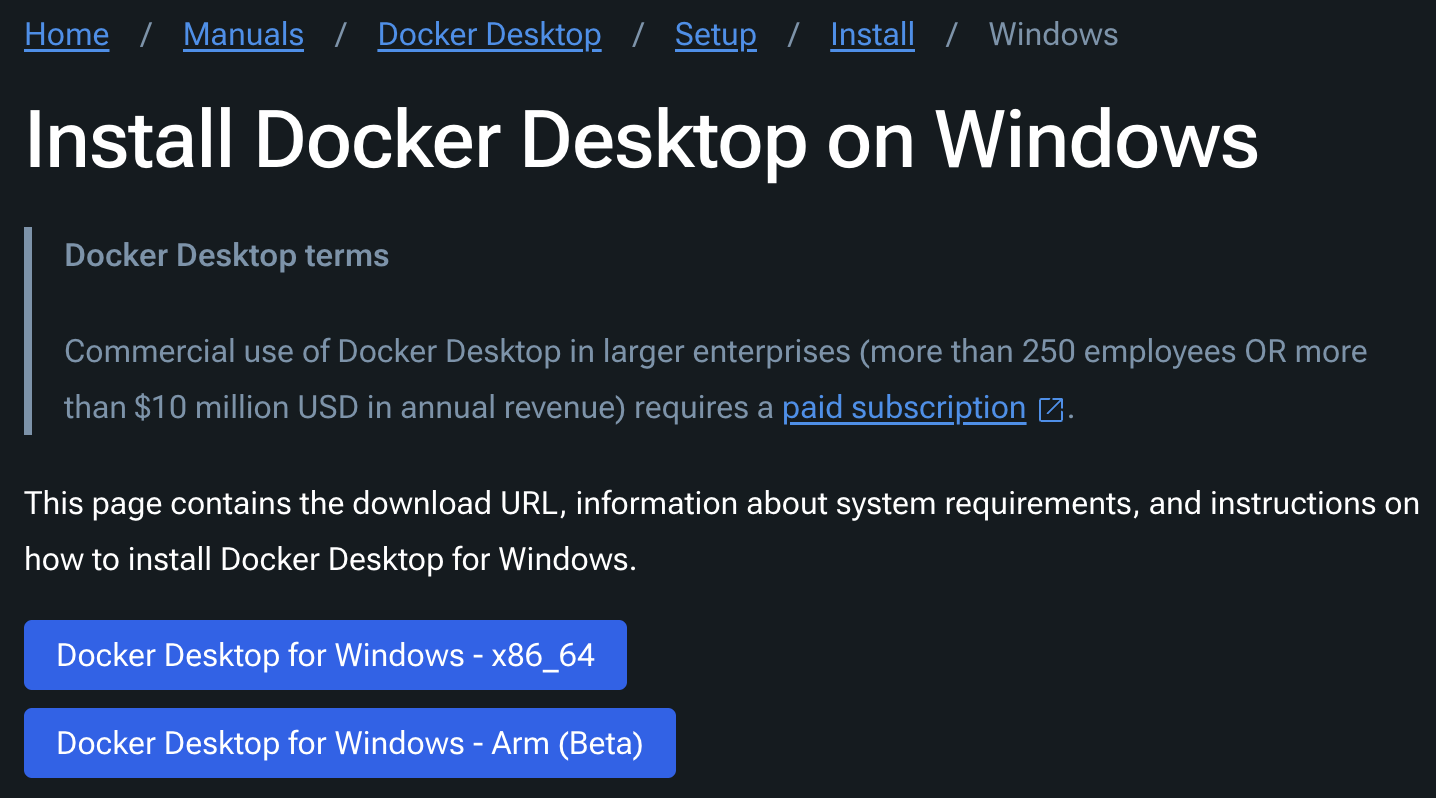 Home / Manuals / Docker Desktop / Setup / Install / Windows
Install Docker Desktop on Windows
Docker Desktop terms
Commercial use of Docker Desktop in larger enterprises (more than 250 employees OR more
than $10 million USD in annual revenue) requires a paid subscription.
This page contains the download URL, information about system requirements, and instructions on
how to install Docker Desktop for Windows.
Docker Desktop for Windows - x86_64
Docker Desktop for Windows - Arm (Beta)